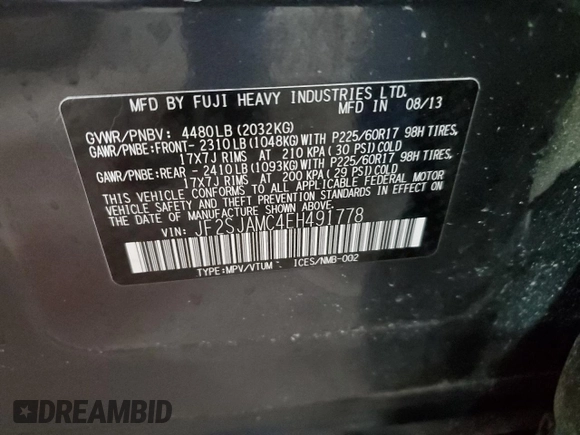 MFD BY FUJI HEAVY INDUSTRIES LTD.
MFD IN 08/13
GVWR/PNBV: 4480LB(2032KG)
GAWR/PNBE:FRONT- 2310LB(1048KG)WITH P225/60R17 98H TIRES,
17X7J RIMS AT 210 KPA( 30 PSI)COLD
GAWR/PNBE:REAR - 2410LB(1093KG)WITH P225/60R17 98H TIRES,
17X7J RIMS AT 200 KPA( 29 PSI)COLD
THIS VEHICLE CONFORMS TO ALL APPLICABLE FEDERAL MOTOR
VEHICLE SAFETY AND THEFT PREVENTION STANDARDS IN EFFECT ON
THE DATE OF MANUFACTURE SHOWN ABOVE.
VIN: JF2SJAMC4EH491778
TYPE:MPV/VTUM ICES/NMB-002
DREAMBID